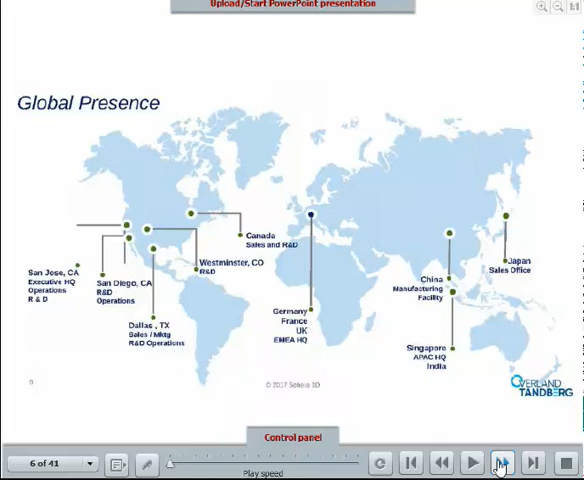 Upload/Start PowerPoint presentation
1:1
Global Presence
Canada
Sales and R&D
Westminster, CO
R&D
San Jose, CA
Executive HQ
Operations
R & D
San Diego, CA
R&D
Operations
Dallas , TX
Sales / Mktg
R&D Operations
Germany
France
UK
EMEA HQ
Japan
Sales Office
China
Manufacturing
Facility
Singapore
APAC HQ
India
© 2017 Sphere 3D
OVERLAND
TANDBERG
Control panel
6 of 41
Play speed